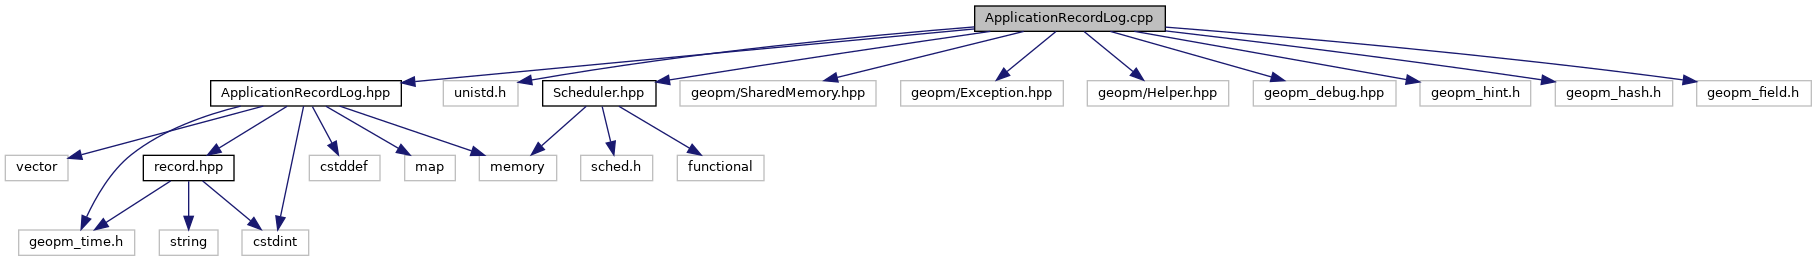 ApplicationRecordLog.cpp
ApplicationRecordLog.hpp
unistd.h
Scheduler.hpp
geopm/SharedMemory.hpp
geopm/Exception.hpp
geopm/Helper.hpp
geopm_debug.hpp
geopm_hint.h
geopm_hash.h
geopm_field.h
vector
record.hpp
cstddef
map
memory
sched.h
functional
geopm_time.h
string
cstdint